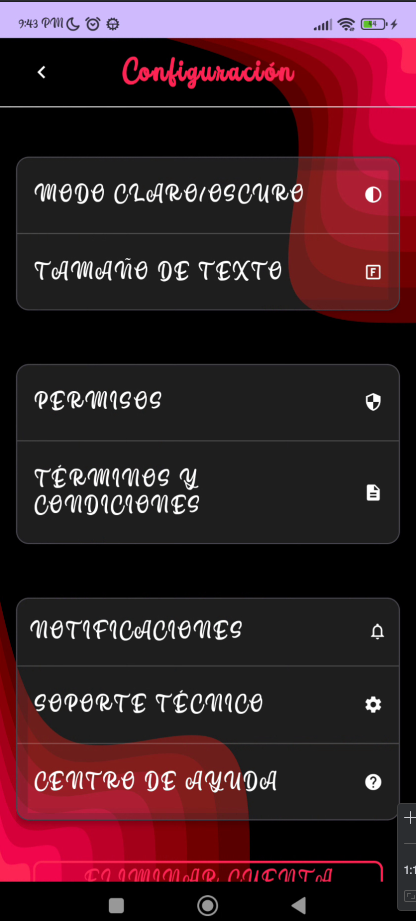 9:43 PM
54
Configuración
MODO CLARO/OSCURO
TAMAÑO DE TEXTO
F
PERMISOS
TÉRMINOS Y
CONDICIONES
NOTIFICACIONES
SOPORTE TÉCNICO
CENTRO DE AYUDA
?
ELIMINAR CUENTA